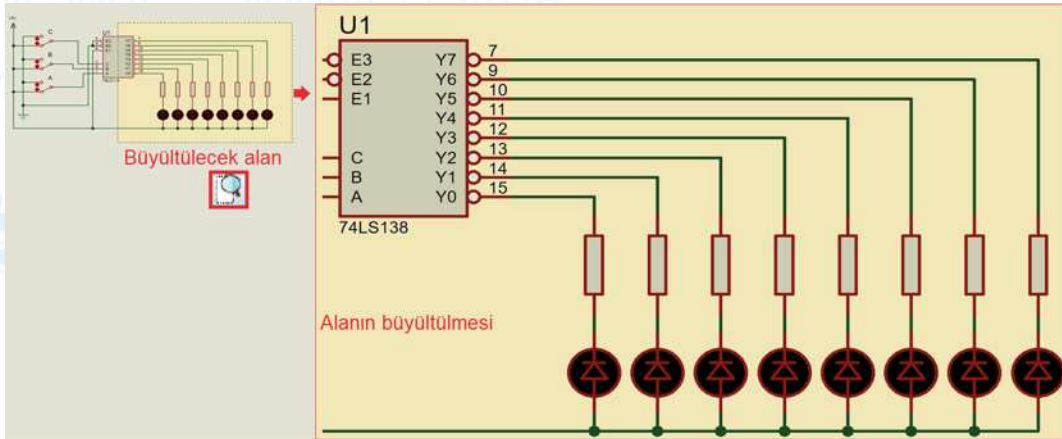 Büyültülecek alan
U1
E3
E2
E1
C
B
A
Y7
Y6
Y5
Y4
Y3
Y2
Y1
Y0
7
9
10
11
12
13
14
15
74LS138
Alanın büyültülmesi
C
B
A